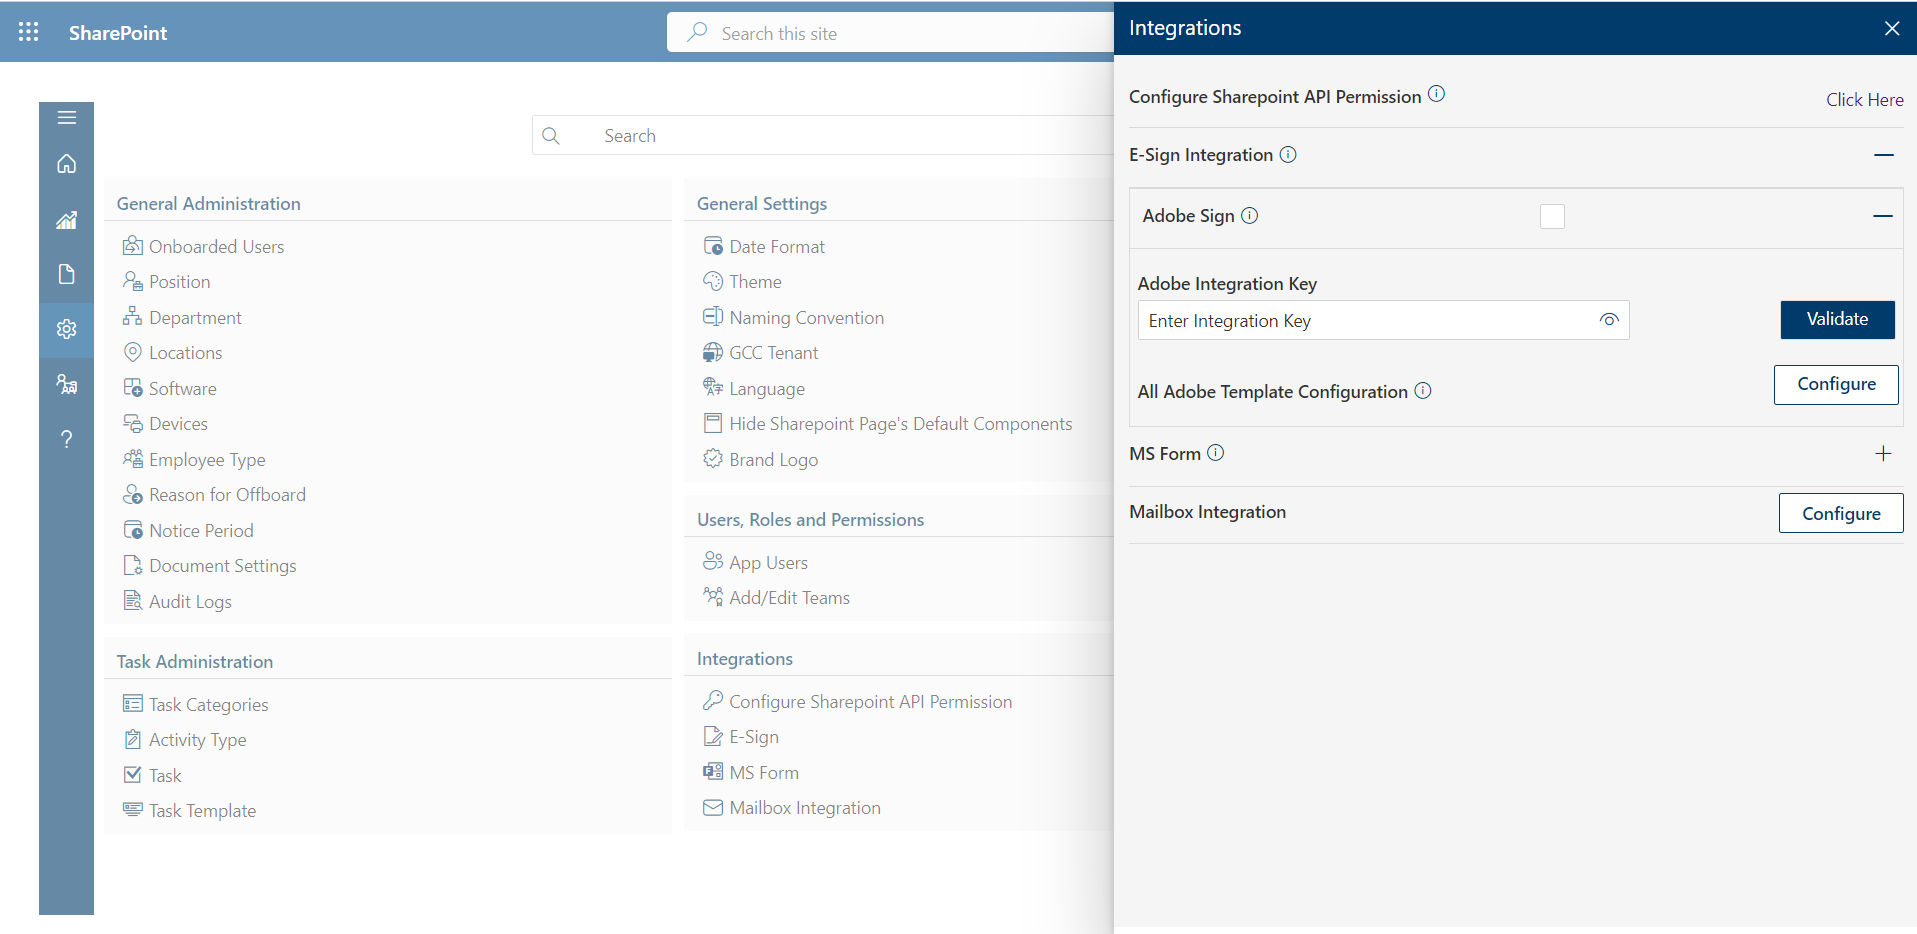 SharePoint
Search this site
Search
General Administration
Onboarded Users
Position
Department
Locations
Software
Devices
Employee Type
Reason for Offboard
Notice Period
Document Settings
Audit Logs
Task Administration
Task Categories
Activity Type
Task
Task Template
General Settings
Date Format
Theme
Naming Convention
GCC Tenant
Language
Hide Sharepoint Page's Default Components
Brand Logo
Users, Roles and Permissions
App Users
Add/Edit Teams
Integrations
Configure Sharepoint API Permission
E-Sign
MS Form
Mailbox Integration
Integrations
Configure Sharepoint API Permission
Click Here
E-Sign Integration
Adobe Sign
Adobe Integration Key
Enter Integration Key
Validate
All Adobe Template Configuration
Configure
MS Form
Mailbox Integration
Configure